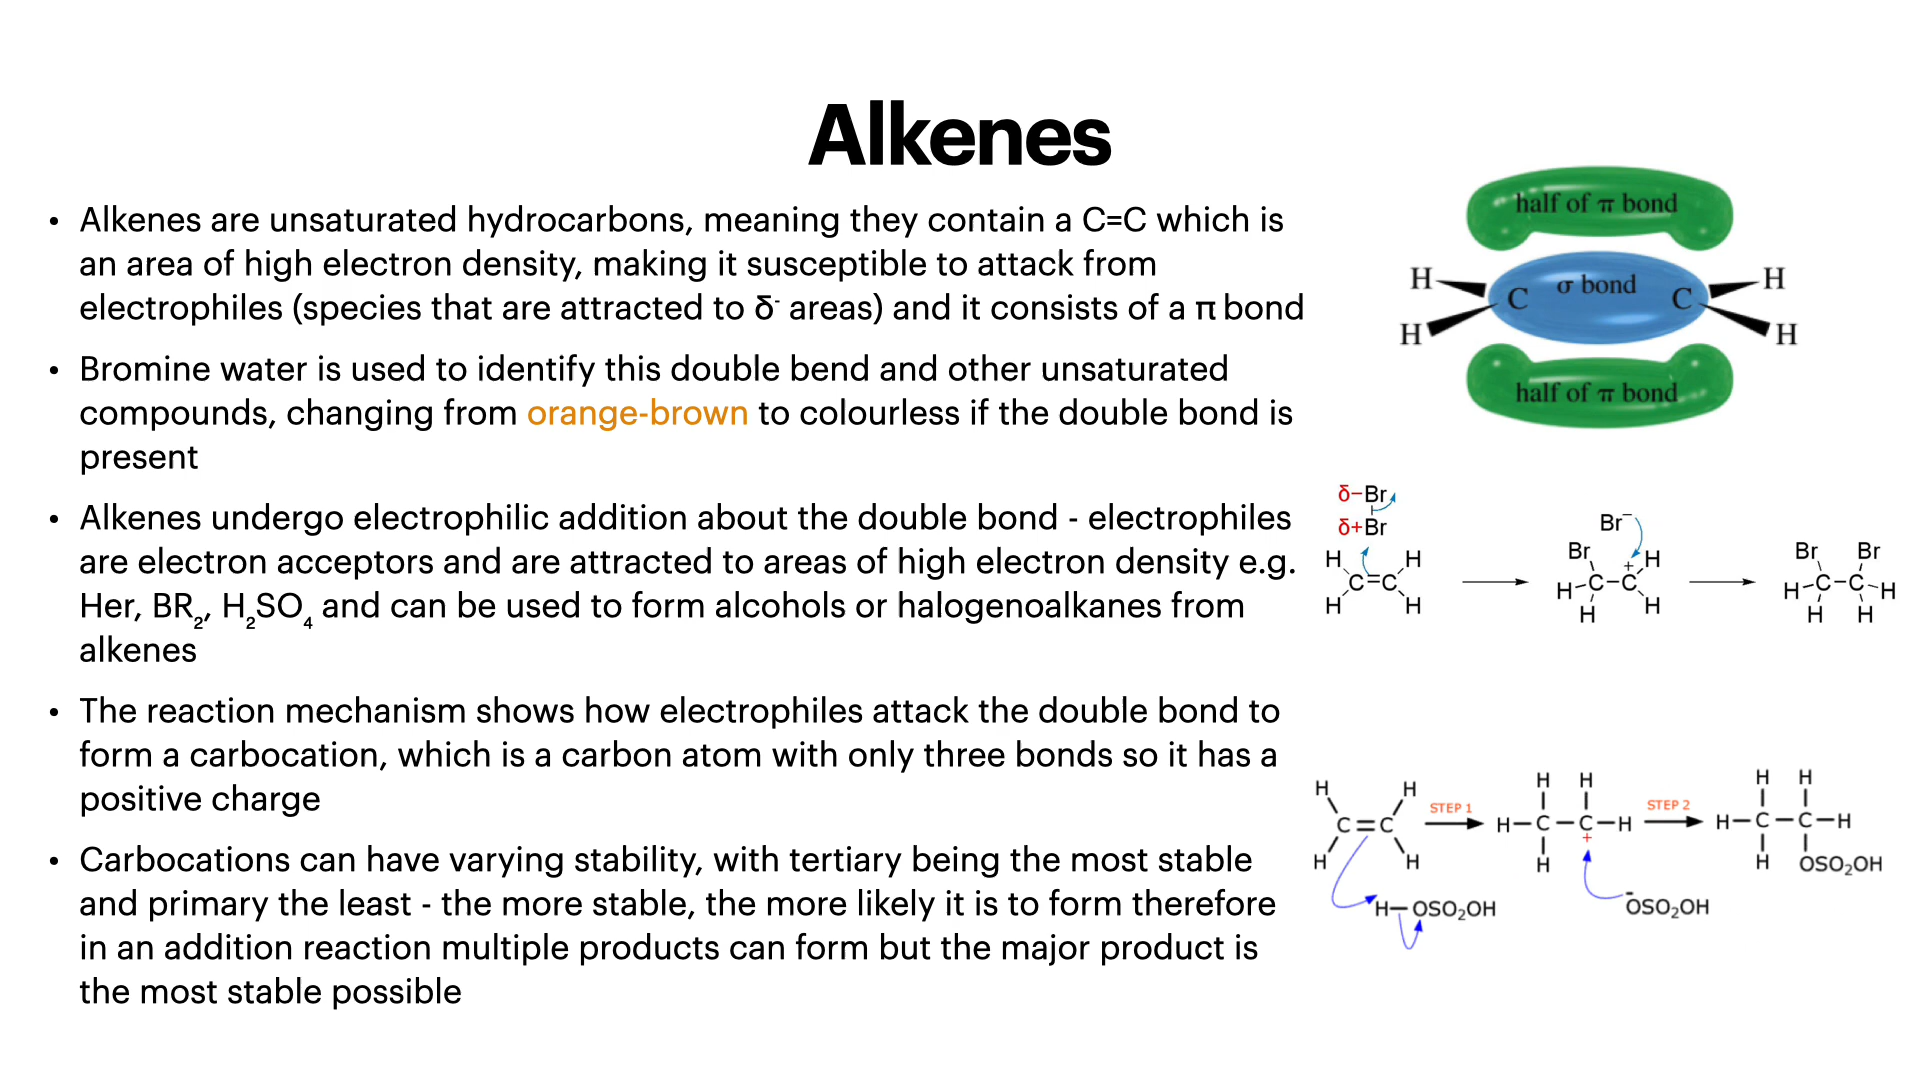 Alkenes
• Alkenes are unsaturated hydrocarbons, meaning they contain a C=C which is
an area of high electron density, making it susceptible to attack from
electrophiles (species that are attracted to δ⁻ areas) and it consists of a π bond
• Bromine water is used to identify this double bend and other unsaturated
compounds, changing from orange-brown to colourless if the double bond is
present
• Alkenes undergo electrophilic addition about the double bond - electrophiles
are electron acceptors and are attracted to areas of high electron density e.g.
Her, BR₂, H₂SO₄ and can be used to form alcohols or halogenoalkanes from
alkenes
• The reaction mechanism shows how electrophiles attack the double bond to
form a carbocation, which is a carbon atom with only three bonds so it has a
positive charge
• Carbocations can have varying stability, with tertiary being the most stable
and primary the least - the more stable, the more likely it is to form therefore
in an addition reaction multiple products can form but the major product is
the most stable possible
half of π bond
H σ bond H
C C
H H
half of π bond
δ−Br
δ+Br
Br⁻
H H Br H Br Br
C=C H-C-C⁺ H-C-C-H
H H H H H H
H H H H H H
STEP 1 STEP 2
C=C H-C-C-H H-C-C-H
+
H H H H OSO₂OH
H-OSO₂OH ⁻OSO₂OH